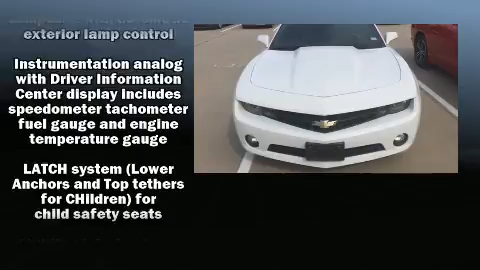 exterior lamp control
Instrumentation analog
with Driver Information
Center display includes
speedometer tachometer
fuel gauge and engine
temperature gauge
LATCH system (Lower
Anchors and Top tethers
for CHIldren) for
child safety seats